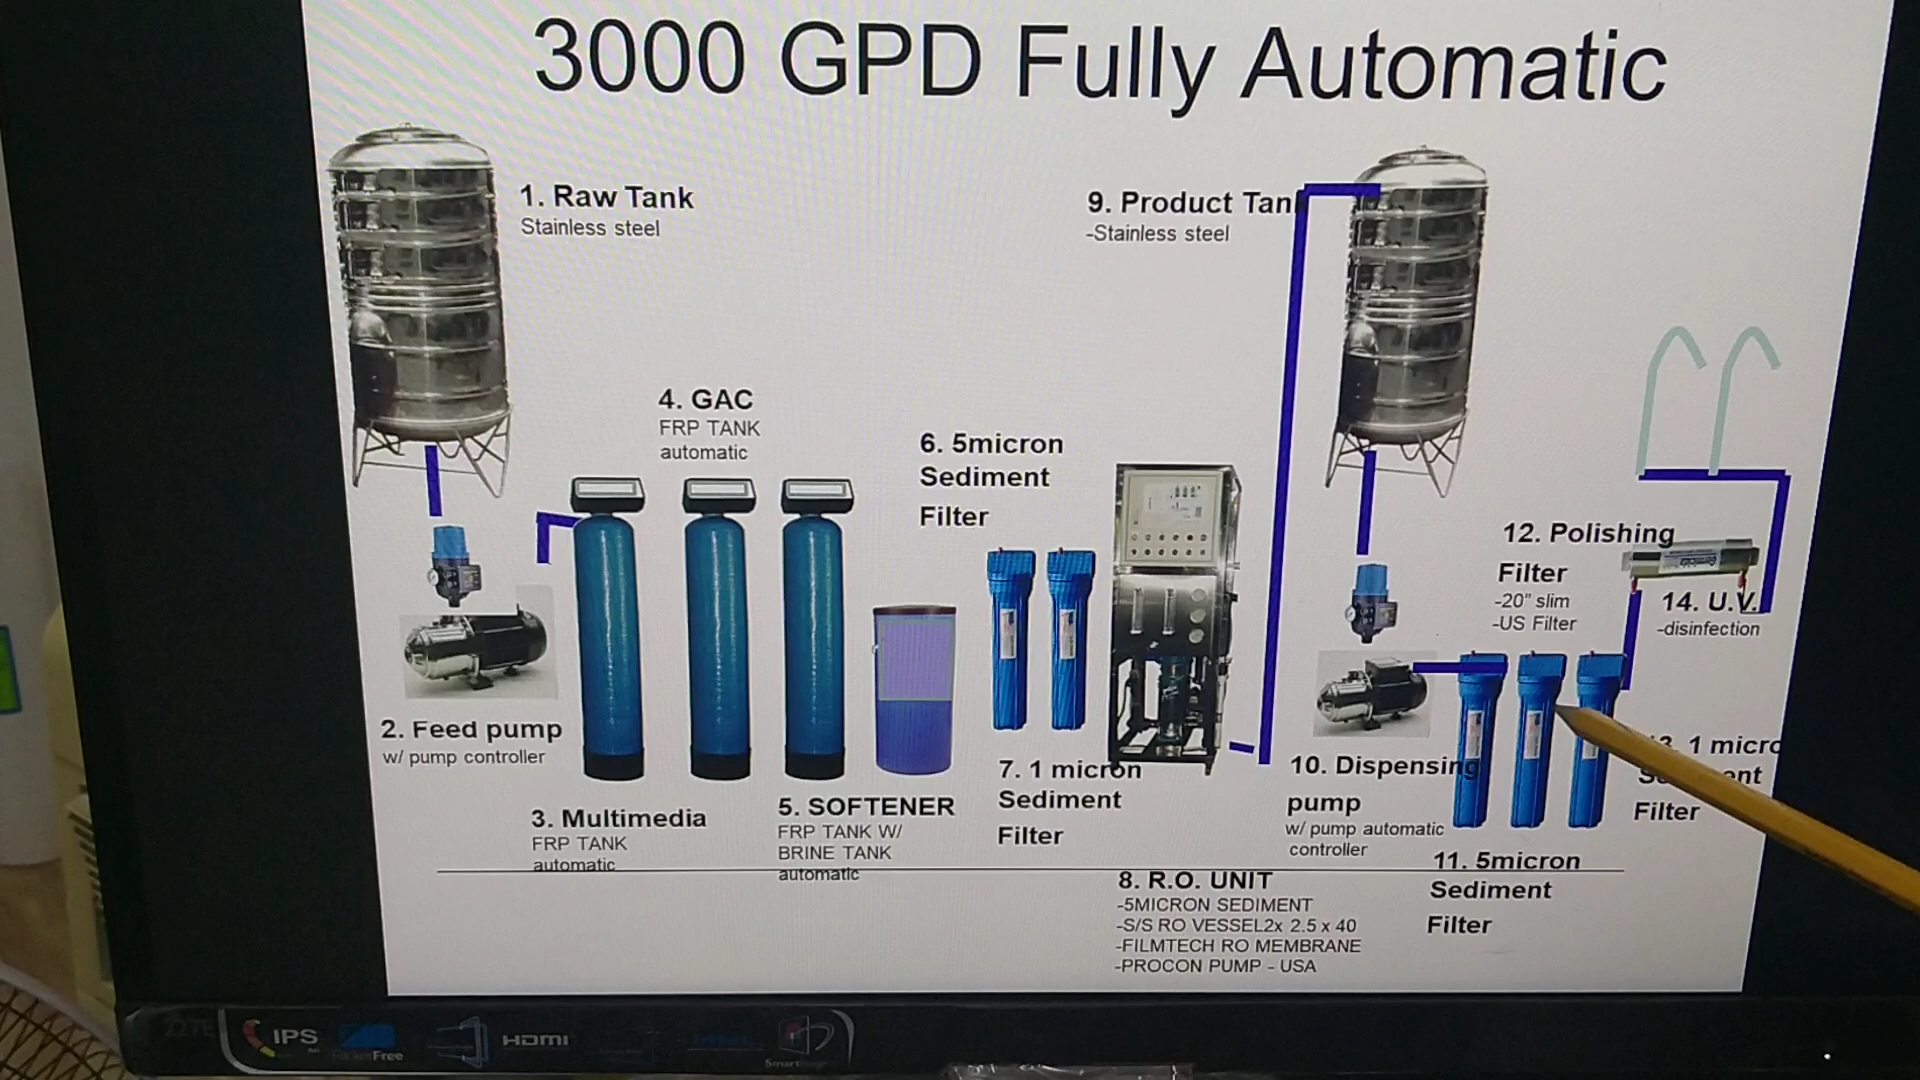 3000 GPD Fully Automatic
1. Raw Tank
Stainless steel
9. Product Tan
-Stainless steel
4. GAC
FRP TANK
automatic
6. 5micron
Sediment
Filter
12. Polishing
Filter
-20" slim
-US Filter
14. U.V.
-disinfection
2. Feed pump
w/ pump controller
3. Multimedia
FRP TANK
automatic
5. SOFTENER
FRP TANK W/
BRINE TANK
automatic
7. 1 micron
Sediment
Filter
10. Dispensing
pump
w/ pump automatic
controller
1 micro
Filter
11. 5micron
Sediment
Filter
8. R.O. UNIT
-5MICRON SEDIMENT
-S/S RO VESSEL2x 2.5 x 40
-FILMTECH RO MEMBRANE
-PROCON PUMP - USA
IPS
FlickerFree
HDMI